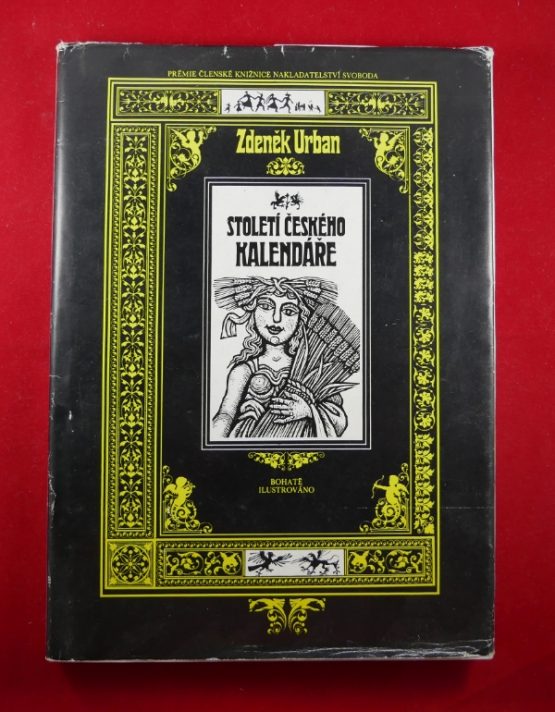 PRÉMIE ČLENSKÉ KNIŽNICE NAKLADATELSTVÍ SVOBODA
Zdeněk Urban
STOLETÍ ČESKÉHO
KALENDÁŘE
BOHATĚ
ILUSTROVÁNO